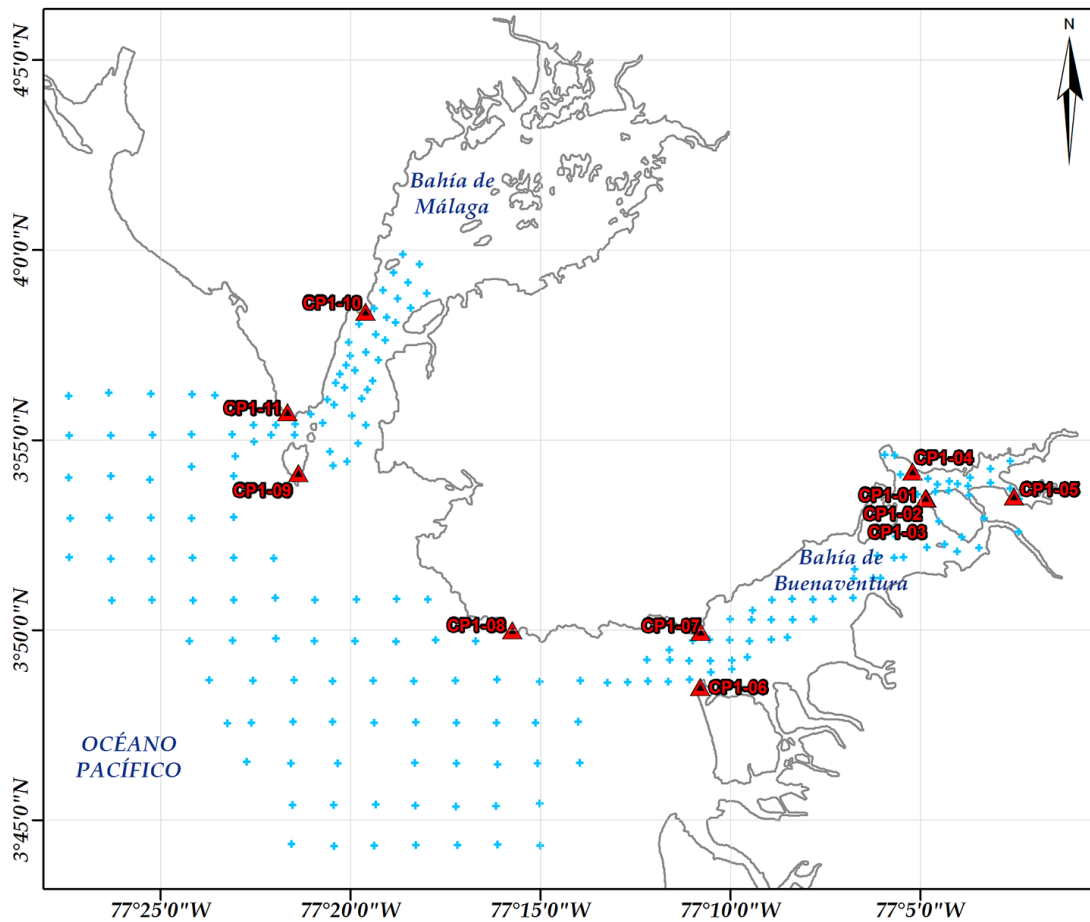 N
4°5'0"N
4°0'0"N
3°55'0"N
3°50'0"N
3°45'0"N
Bahía de
Málaga
CP1-10
CP1-11
CP1-09
CP1-04
CP1-05
CP1-01
CP1-02
CP1-03
Bahía de
Buenaventura
CP1-08
CP1-07
CP1-06
OCÉANO
PACÍFICO
77°25'0"W
77°20'0"W
77°15'0"W
77°10'0"W
77°5'0"W